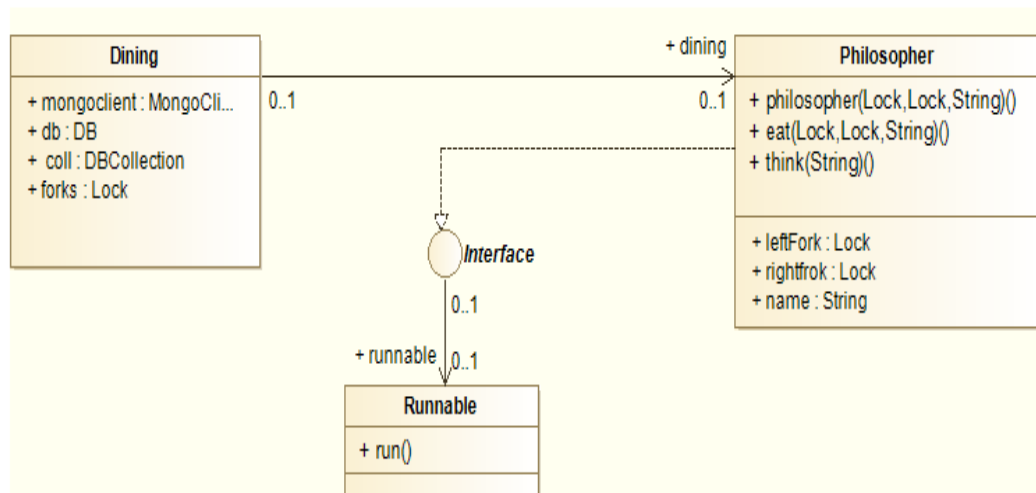 Dining
+ mongoclient : MongoCli...
+ db : DB
+ coll : DBCollection
+ forks : Lock
0..1
+ dining
0..1
Philosopher
+ philosopher(Lock,Lock,String)()
+ eat(Lock,Lock,String)()
+ think(String)()
+ leftFork : Lock
+ rightfrok : Lock
+ name : String
Interface
0..1
+ runnable
0..1
Runnable
+ run()